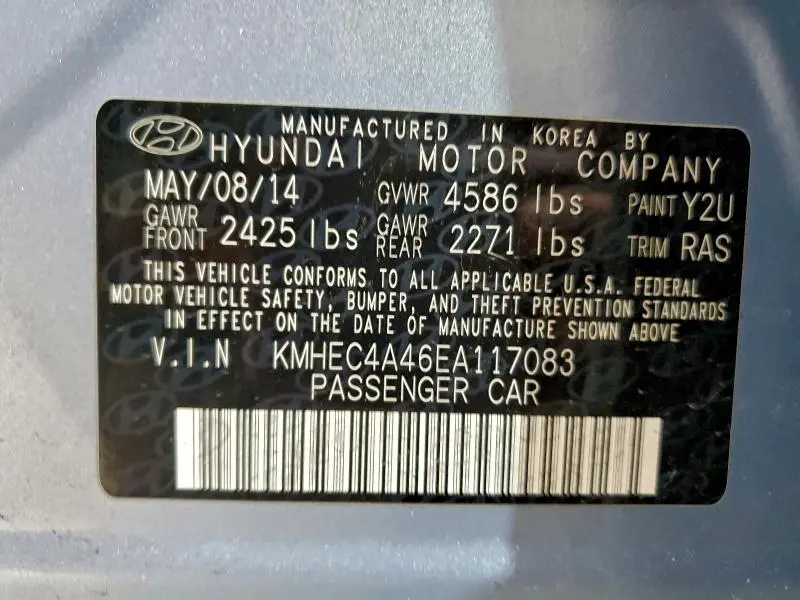 MANUFACTURED IN KOREA BY
HYUNDAI MOTOR COMPANY
MAY/08/14 GVWR 4586 lbs PAINT Y2U
GAWR FRONT 2425 lbs GAWR REAR 2271 lbs TRIM RAS
THIS VEHICLE CONFORMS TO ALL APPLICABLE U.S.A. FEDERAL
MOTOR VEHICLE SAFETY, BUMPER, AND THEFT PREVENTION STANDARDS
IN EFFECT ON THE DATE OF MANUFACTURE SHOWN ABOVE
V.I.N KMHEC4A46EA117083
PASSENGER CAR